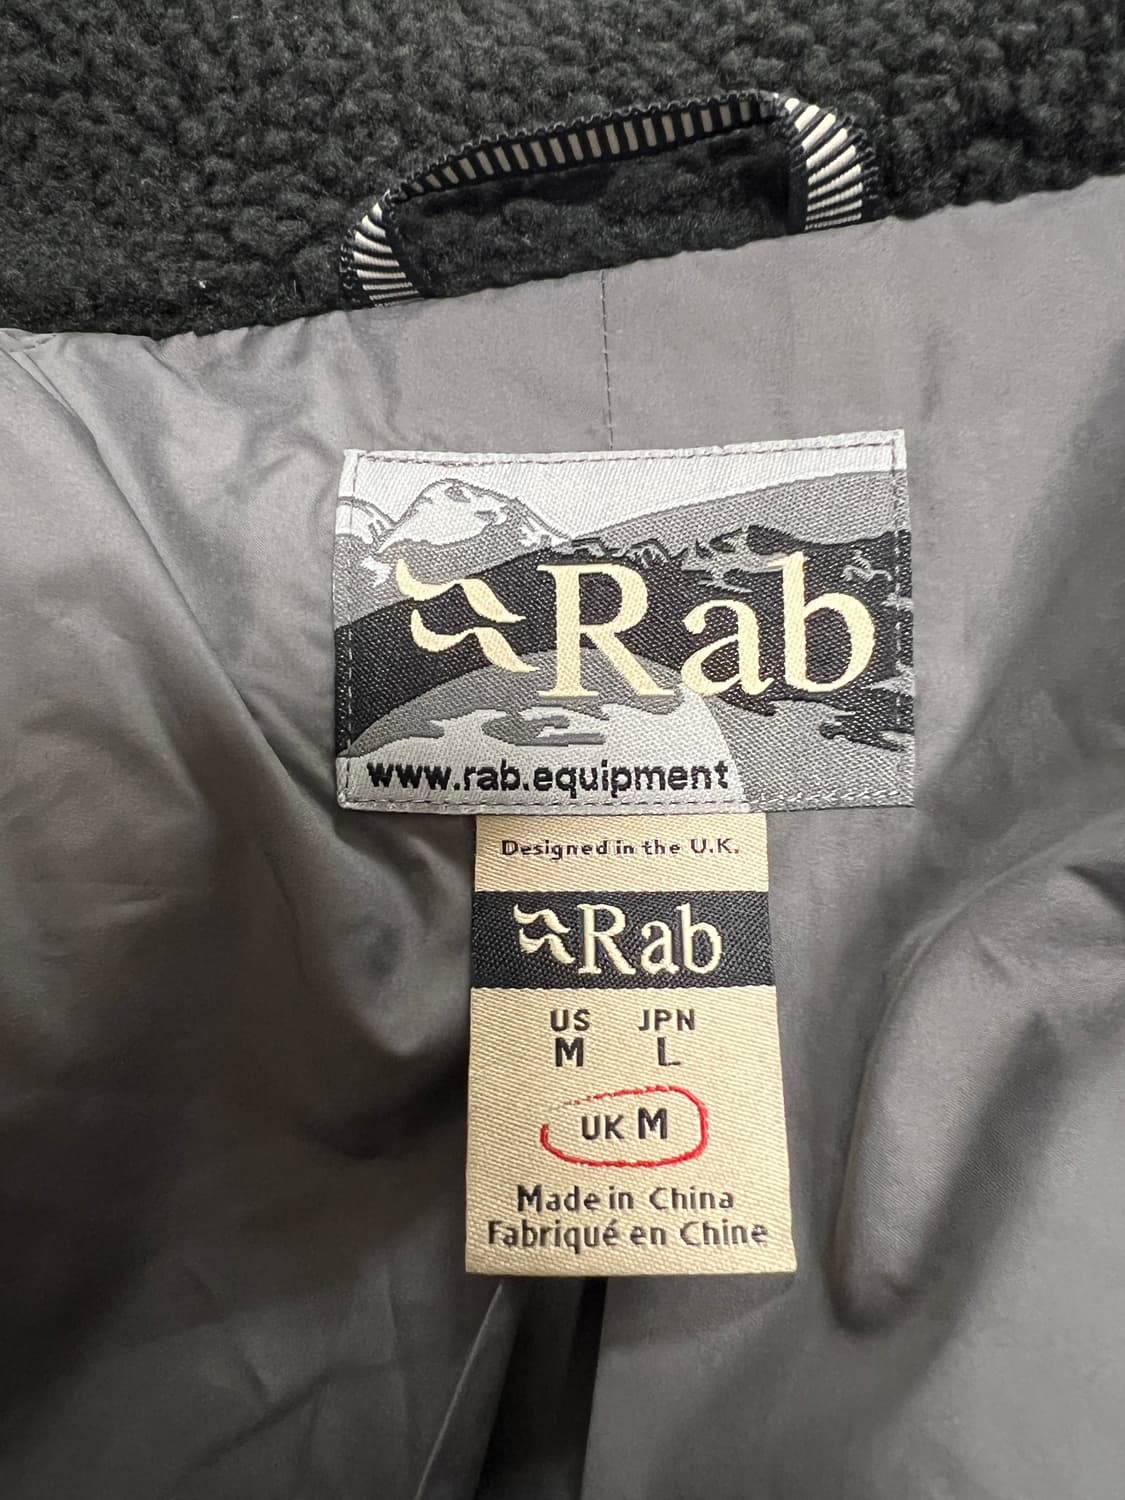 Rab
www.rab.equipment
Designed in the U.K.
Rab
US JPN
M L
UK M
Made in China
Fabriqué en Chine